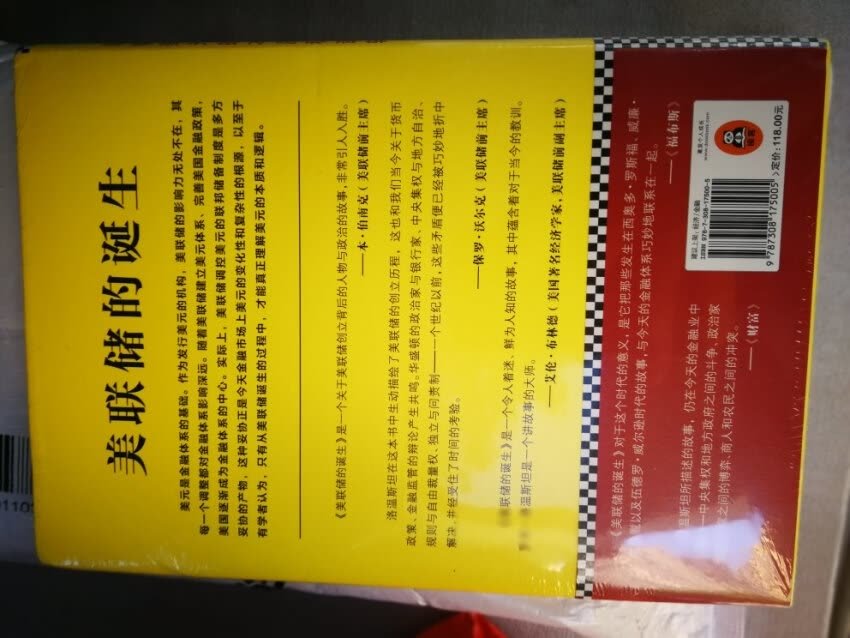 美联储的诞生
美元是金融体系的基础。作为发行美元的机构，美联储的影响力无处不在，其
每一个调整都对金融体系影响深远。随着美联储建立美元体系、完善美国金融政策，
美国逐渐成为金融体系的中心。实际上，美联储调控美元的联邦储备制度是多方
妥协的产物，这种妥协正是今天金融市场上美元的变化性和复杂性的根源，以至于
有学者认为，只有从美联储诞生的过程中，才能真正理解美元的本质和逻辑。
《美联储的诞生》是一个关于美联储创立背后的人物与政治的故事，非常引人入胜。
——本·伯南克（美联储前主席）
洛温斯坦在这本书中生动描绘了美联储的创立历程，这也和我们当今关于货币
政策、金融监管的辩论产生共鸣。华盛顿的政治家与银行家、中央集权与地方自治、
规则与自由裁量权、独立与问责制——一个世纪以前，这些矛盾便已经被巧妙地折中
解决，并经受住了时间的考验。
——保罗·沃尔克（美联储前主席）
联储的诞生》是一个令人着迷、鲜为人知的故事，其中蕴含着对于当今的教训。
温斯坦是一个讲故事的大师。
——艾伦·布林德（美国著名经济学家，美联储前副主席）
《美联储的诞生》对于这个时代的意义，是它把那些发生在西奥多·罗斯福、威廉·
以及伍德罗·威尔逊时代的故事，与今天的金融体系巧妙地联系在一起。
——《福布斯》
温斯坦所描述的故事，仍在今天的金融业中
——中央集权和地方政府之间的斗争、政治家
之间的博弈、商人和农民之间的冲突。
——《财富》
读客
激发个人成长
建议上架：经济/金融
ISBN 978-7-308-17500-5
9 787308 175005
定价：118.00元